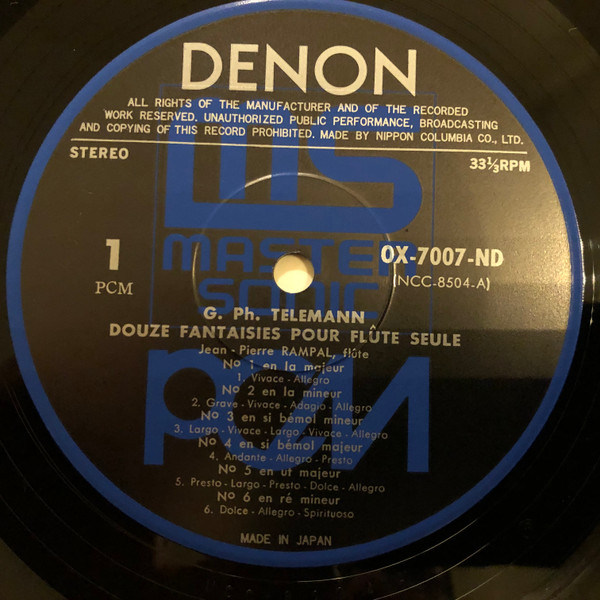 DENON
ALL RIGHTS OF THE MANUFACTURER AND OF THE RECORDED
WORK RESERVED. UNAUTHORIZED PUBLIC PERFORMANCE, BROADCASTING
AND COPYING OF THIS RECORD PROHIBITED. MADE BY NIPPON COLUMBIA CO., LTD.
STEREO
33⅓RPM
MS
MASTER
SONIC
PCM
1
PCM
OX-7007-ND
(NCC-8504-A)
G. Ph. TELEMANN
DOUZE FANTAISIES POUR FLÛTE SEULE
Jean - Pierre RAMPAL, flûte
Nº 1 en la majeur
1. Vivace - Allegro
Nº 2 en la mineur
2. Grave - Vivace - Adagio - Allegro
Nº 3 en si bémol mineur
3. Largo - Vivace - Largo - Vivace - Allegro
Nº 4 en si bémol majeur
4. Andante - Allegro - Presto
Nº 5 en ut majeur
5. Presto - Largo - Presto - Dolce - Allegro
Nº 6 en ré mineur
6. Dolce - Allegro - Spirituoso
MADE IN JAPAN